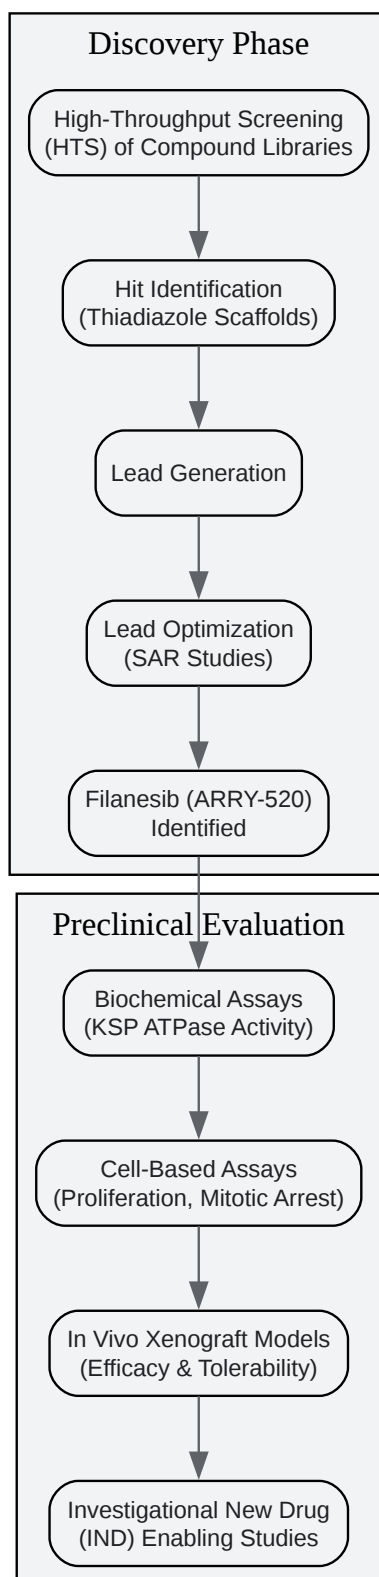 Discovery Phase
High-Throughput Screening
(HTS) of Compound Libraries
Hit Identification
(Thiadiazole Scaffolds)
Lead Generation
Lead Optimization
(SAR Studies)
Filanesib (ARRY-520)
Identified
Preclinical Evaluation
Biochemical Assays
(KSP ATPase Activity)
Cell-Based Assays
(Proliferation, Mitotic Arrest)
In Vivo Xenograft Models
(Efficacy & Tolerability)
Investigational New Drug
(IND) Enabling Studies